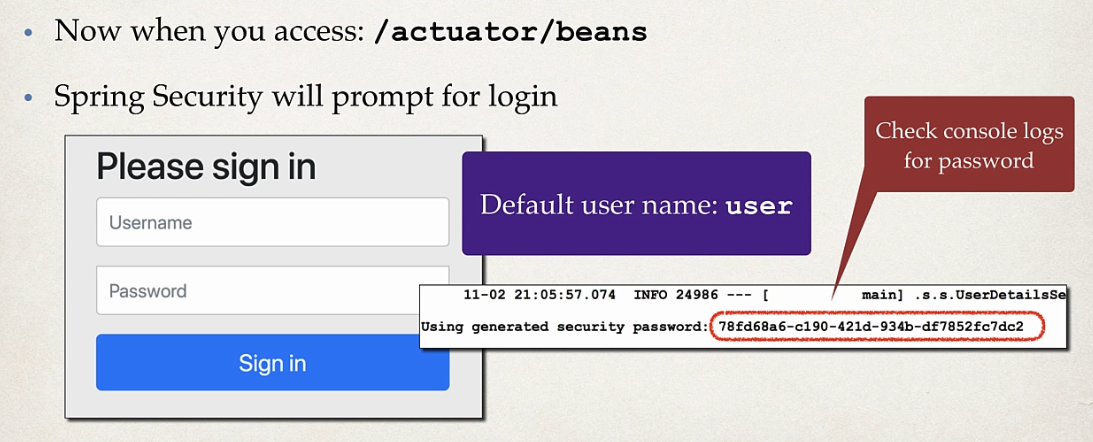 Now when you access: /actuator/beans
Spring Security will prompt for login
Check console logs
for password
Please sign in
Default user name: user
Username
Password
11-02 21:05:57.074 INFO 24986 --- [ main] .s.s.UserDetailsSe
Using generated security password: 78fd68a6-c190-421d-934b-df7852fc7dc2
Sign in